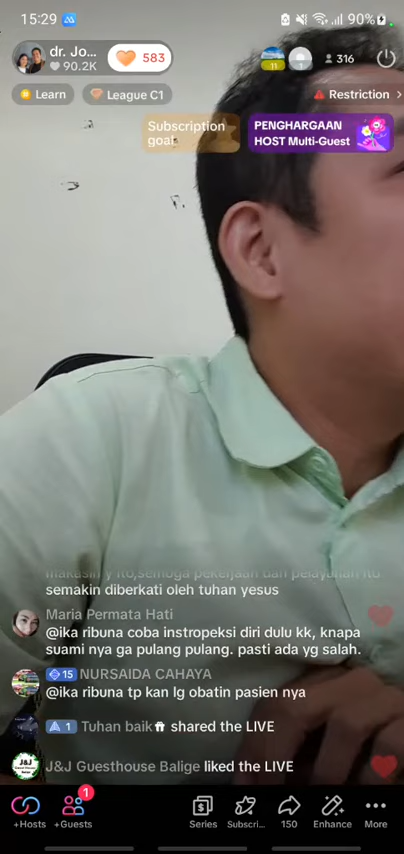 15:29
90%
dr. Jo...
90.2K
583
11
1
316
Learn
League C1
Restriction
Subscription goal
PENGHARGAAN
HOST Multi-Guest
semakin diberkati oleh tuhan yesus
Maria Permata Hati
@ika ribuna coba instropeksi diri dulu kk, knapa
suami nya ga pulang pulang. pasti ada yg salah.
15 NURSAIDA CAHAYA
@ika ribuna tp kan lg obatin pasien nya
1 Tuhan baik shared the LIVE
J&J Guesthouse Balige liked the LIVE
1
+Hosts
+Guests
Series
Subscri...
150
Enhance
More